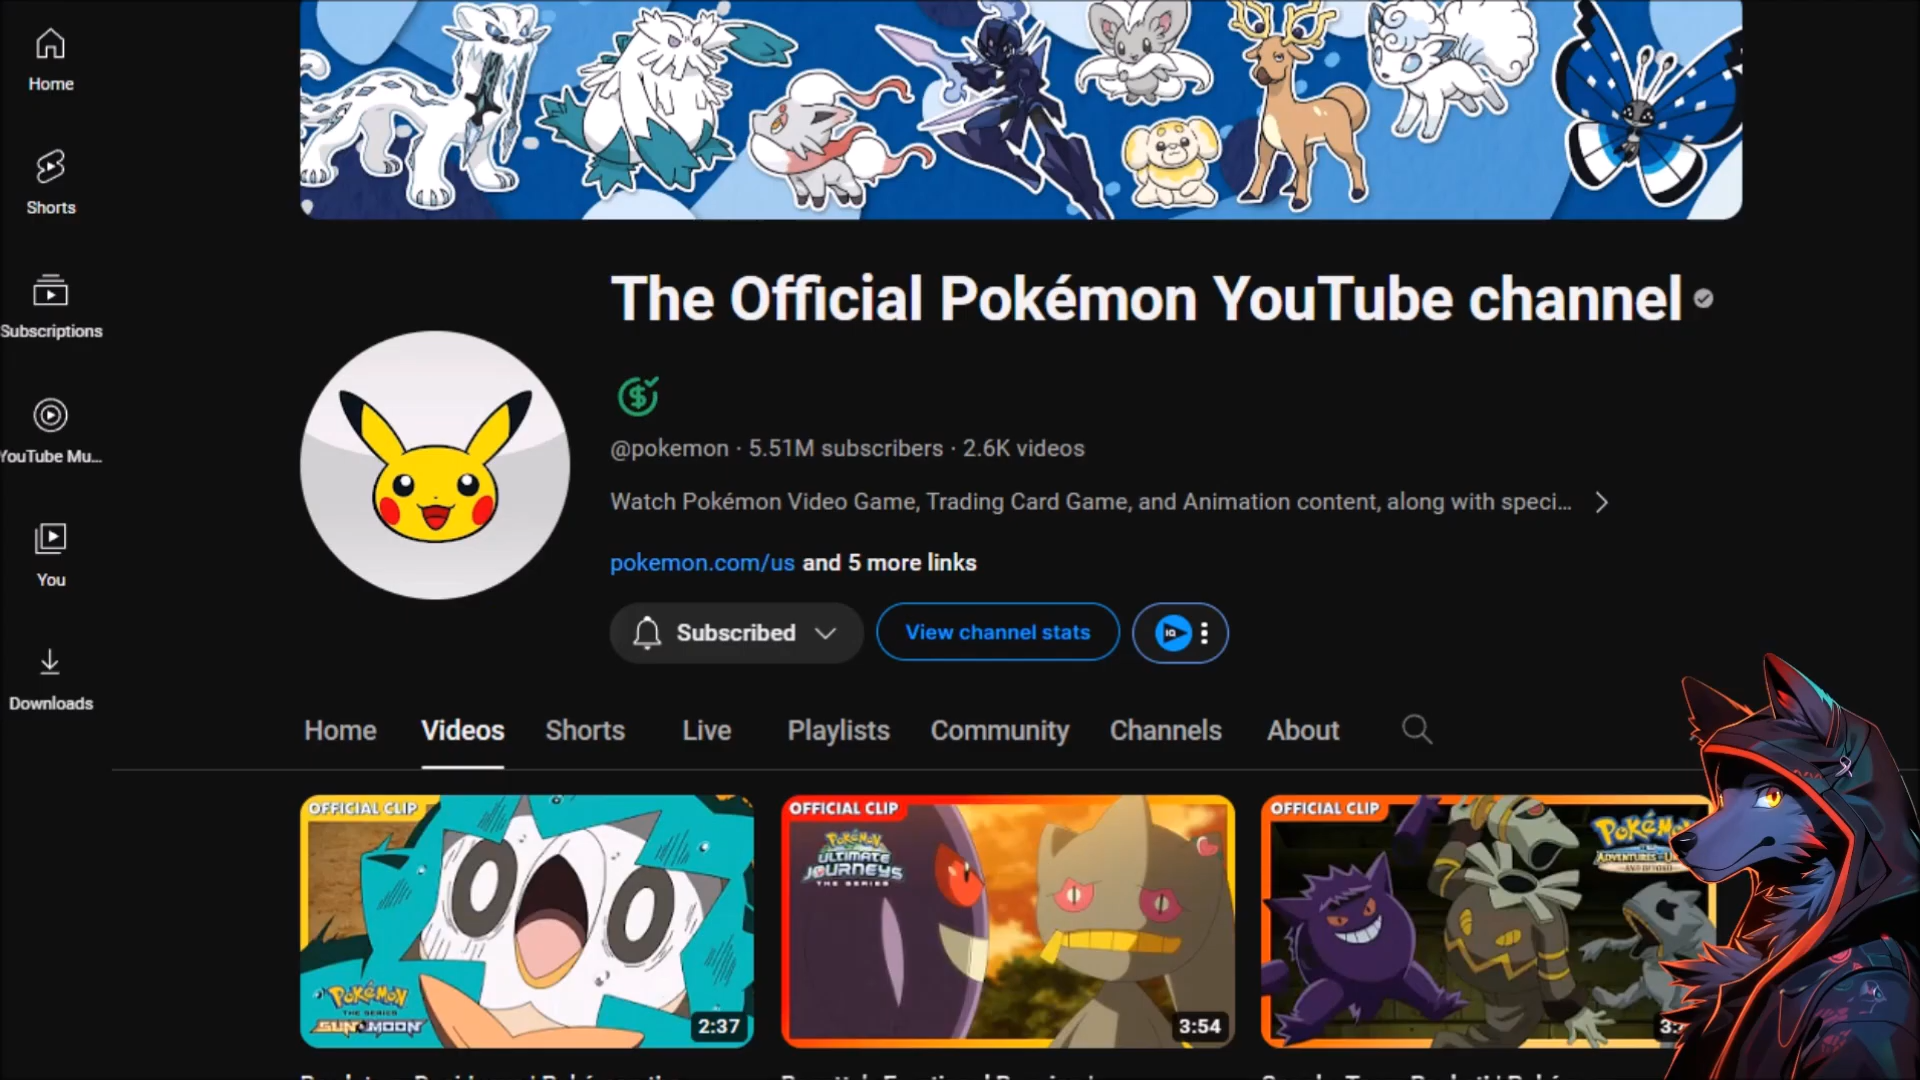 Home
Shorts
Subscriptions
YouTube Mu...
You
Downloads
The Official Pokémon YouTube channel
@pokemon · 5.51M subscribers · 2.6K videos
Watch Pokémon Video Game, Trading Card Game, and Animation content, along with speci...
pokemon.com/us and 5 more links
Subscribed
View channel stats
IQ
Home Videos Shorts Live Playlists Community Channels About
OFFICIAL CLIP
POKÉMON
THE SERIES
SUN & MOON
2:37
OFFICIAL CLIP
POKÉMON
ULTIMATE
JOURNEYS
THE SERIES
3:54
OFFICIAL CLIP